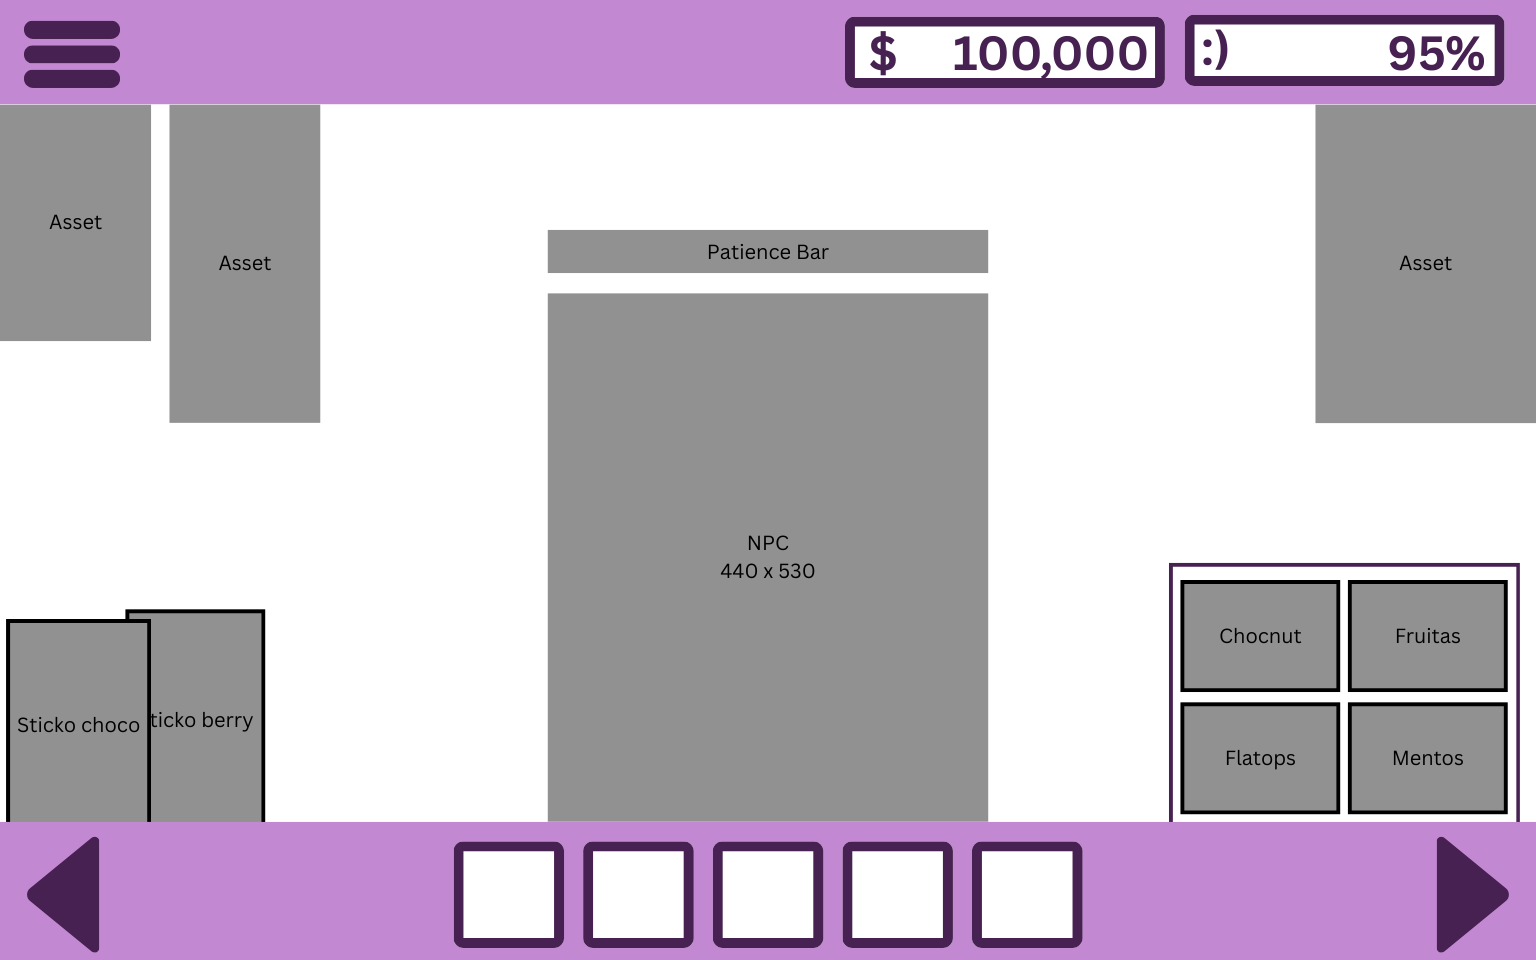 $ 100,000
:) 95%
Asset
Asset
Asset
Patience Bar
NPC
440 x 530
Chocnut
Fruitas
Flatops
Mentos
Sticko choco
ticko berry